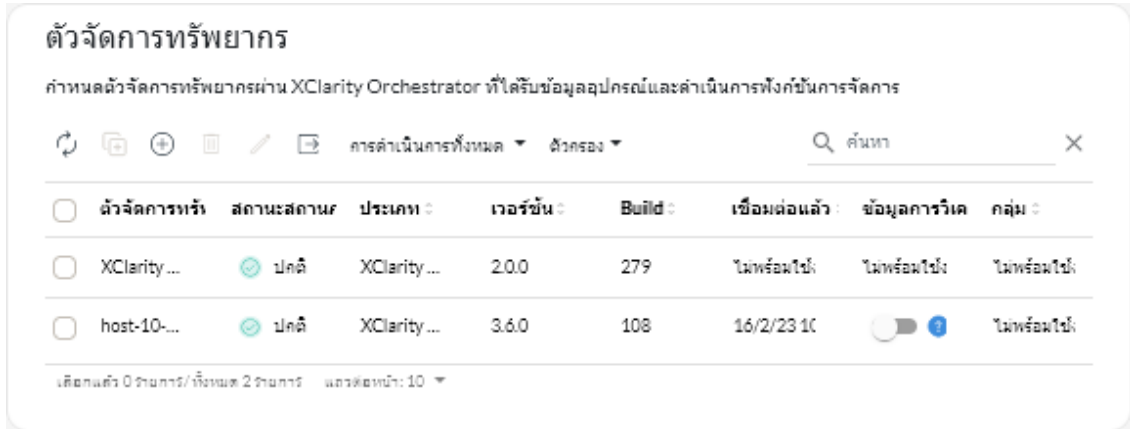 ตัวจัดการทรัพยากร
กำหนดตัวจัดการทรัพยากรผ่าน XClarity Orchestrator ที่ได้รับข้อมูลอุปกรณ์และดำเนินการฟังก์ชันการจัดการ
การดำเนินการทั้งหมด ตัวกรอง ค้นหา
ตัวจัดการทรัพ สถานะสถานภ ประเภท เวอร์ชัน Build เชื่อมต่อแล้ว ข้อมูลการวิเค กลุ่ม
XClarity ... ปกติ XClarity ... 2.0.0 279 ไม่พร้อมใช้ง ไม่พร้อมใช้ง ไม่พร้อมใช้ง
host-10-... ปกติ XClarity ... 3.6.0 108 16/2/23 10 ไม่พร้อมใช้ง
เลือกแล้ว 0 รายการ/ ทั้งหมด 2 รายการ แถวต่อหน้า: 10